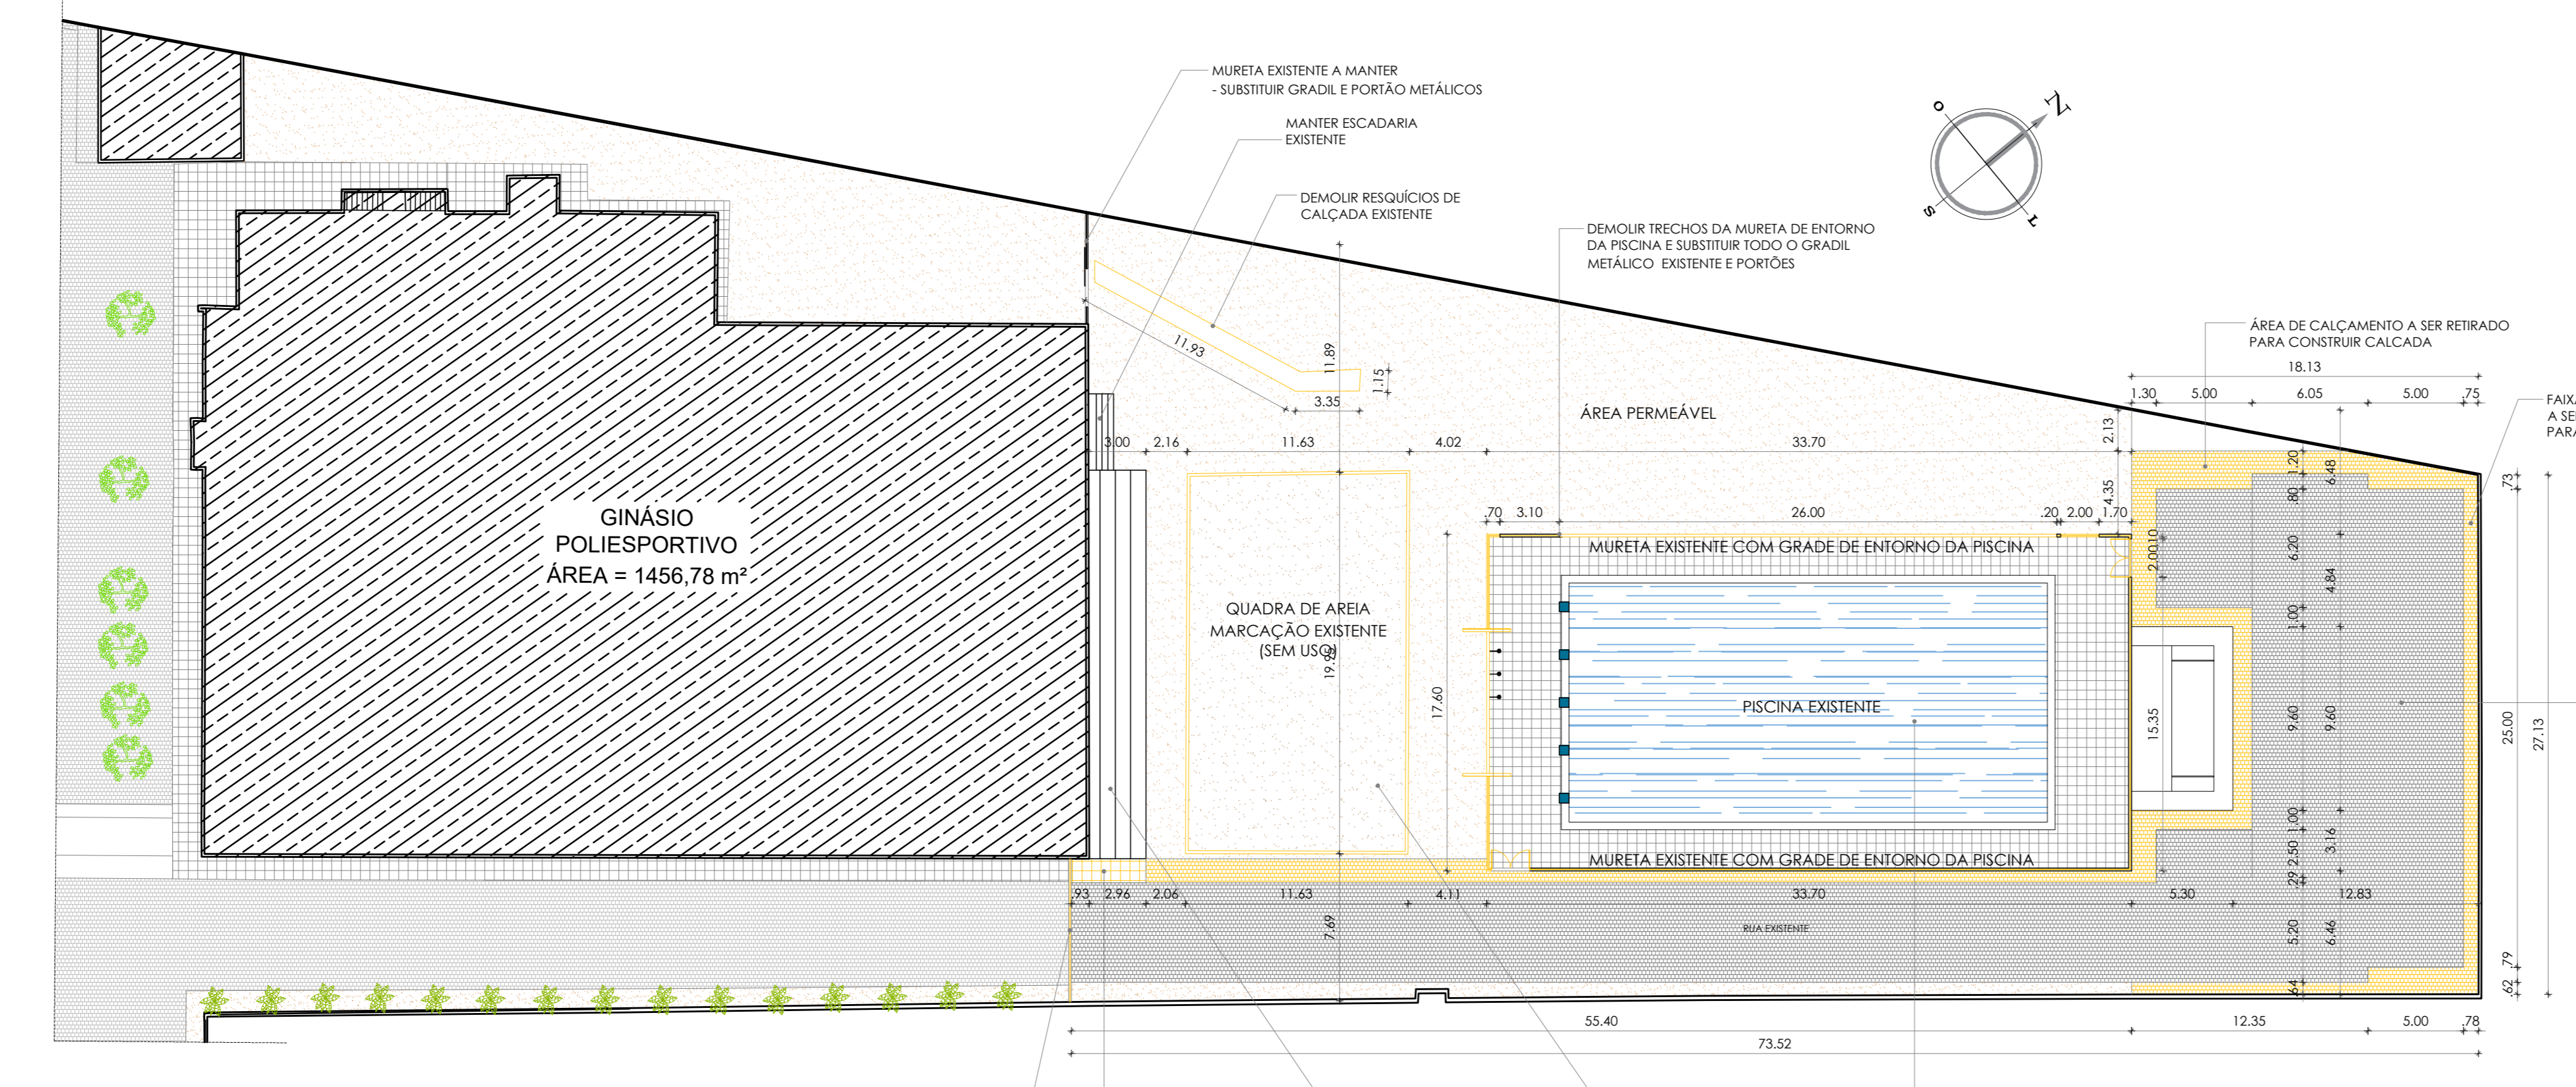 MURETA EXISTENTE A MANTER
- SUBSTITUIR GRADIL E PORTÃO METÁLICOS
MANTER ESCADARIA
EXISTENTE
DEMOLIR RESQUÍCIOS DE
CALÇADA EXISTENTE
DEMOLIR TRECHOS DA MURETA DE ENTORNO
DA PISCINA E SUBSTITUIR TODO O GRADIL
METÁLICO EXISTENTE E PORTÕES
O
N
S
L
ÁREA DE CALÇAMENTO A SER RETIRADO
PARA CONSTRUIR CALCADA
18.13
1.30 5.00 6.05 5.00 .75
FAIXA
A SE
PARA
11.93
11.89
1.15
3.35
ÁREA PERMEÁVEL
3.00 2.16 11.63 4.02 33.70
2.13
4.35
.70 3.10 26.00 .20 2.00 1.70
MURETA EXISTENTE COM GRADE DE ENTORNO DA PISCINA
GINÁSIO
POLIESPORTIVO
ÁREA = 1456,78 m²
QUADRA DE AREIA
MARCAÇÃO EXISTENTE
(SEM USO)
17.60
PISCINA EXISTENTE
15.35
2.00
.10
1.20
.80
6.20
1.00
9.60
1.00
2.50
.29
5.20
.64
6.48
4.84
9.60
3.16
6.46
.73
25.00
27.13
.79
.62
MURETA EXISTENTE COM GRADE DE ENTORNO DA PISCINA
.93 2.96 2.06 11.63 4.11 33.70 5.30 12.83
7.69
RUA EXISTENTE
55.40 12.35 5.00 .78
73.52